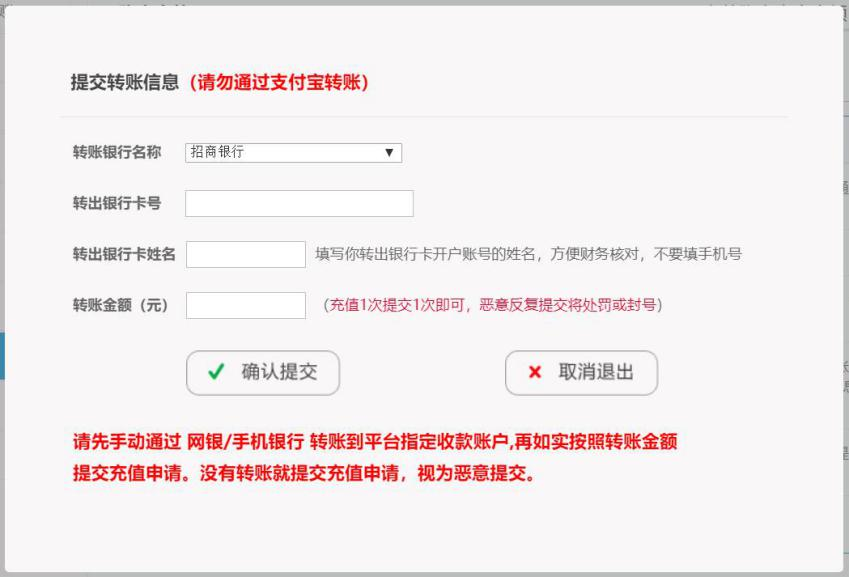 提交转账信息（请勿通过支付宝转账）
转账银行名称 招商银行 ▼
转出银行卡号
转出银行卡姓名 填写你转出银行卡开户账号的姓名，方便财务核对，不要填手机号
转账金额（元） （充值1次提交1次即可，恶意反复提交将处罚或封号）
✔ 确认提交 ✖ 取消退出
请先手动通过 网银/手机银行 转账到平台指定收款账户,再如实按照转账金额
提交充值申请。没有转账就提交充值申请，视为恶意提交。